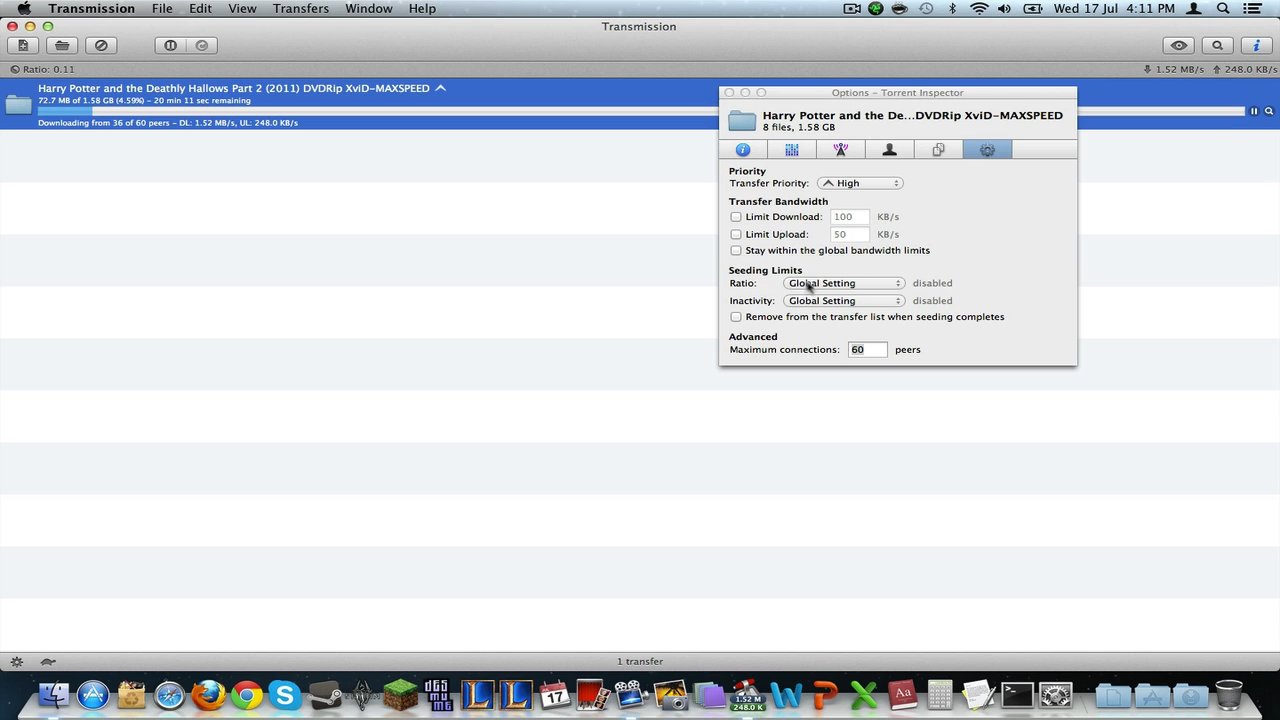 Transmission File Edit View Transfers Window Help Wed 17 Jul 4:11 PM
Transmission
Ratio: 0.11 1.52 MB/s 248.0 KB/s
Harry Potter and the Deathly Hallows Part 2 (2011) DVDRip XviD-MAXSPEED
72.7 MB of 1.58 GB (4.59%) - 20 min 11 sec remaining
Downloading from 36 of 60 peers - DL: 1.52 MB/s, UL: 248.0 KB/s
Options – Torrent Inspector
Harry Potter and the De...DVDRip XviD-MAXSPEED
8 files, 1.58 GB
Priority
Transfer Priority: High
Transfer Bandwidth
Limit Download: 100 KB/s
Limit Upload: 50 KB/s
Stay within the global bandwidth limits
Seeding Limits
Ratio: Global Setting disabled
Inactivity: Global Setting disabled
Remove from the transfer list when seeding completes
Advanced
Maximum connections: 60 peers
1 transfer
17
1.52 M
248.0 K
Aa